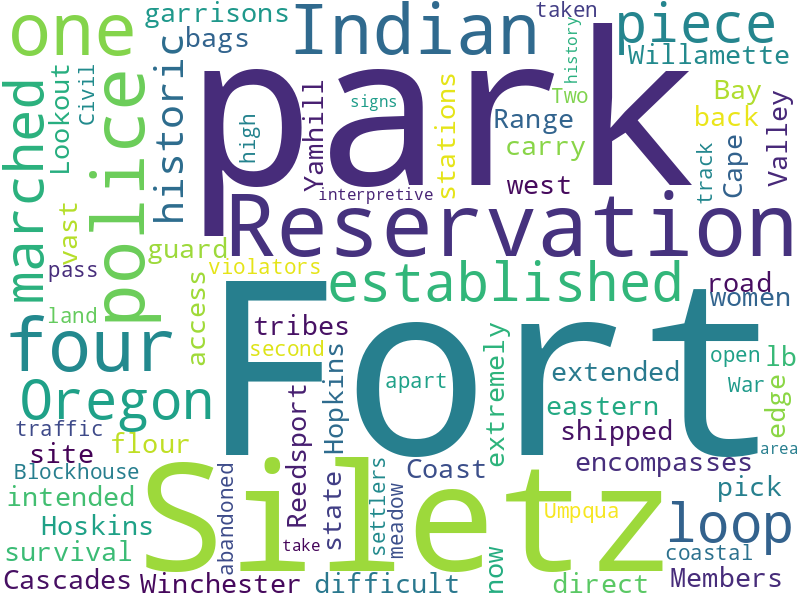 garrisons
taken
one
Indian
piece
bags
history
Willamette
park
police
historic
Lookout
Civil
marched
high
Yamhill
signs
stations
Two
Bay
Range
back
carry
Cape
Valley
track
interpretive
west
Reservation
vast
guard
pass
violators
access
established
road
women
land
four
Fort
tribes
second
extremely
open
lb
extended
apart
War
Oregon
Hopkins
Reedsport
eastern
edge
traffic
flour
shipped
site
area
Siletz
Blockhouse
abandoned
Coast
encompasses
state
settlers
meadow
intended
pick
Hoskins
Umpqua
loop
take
survival
now
coastal
Cascades
Winchester
difficult
direct
Members